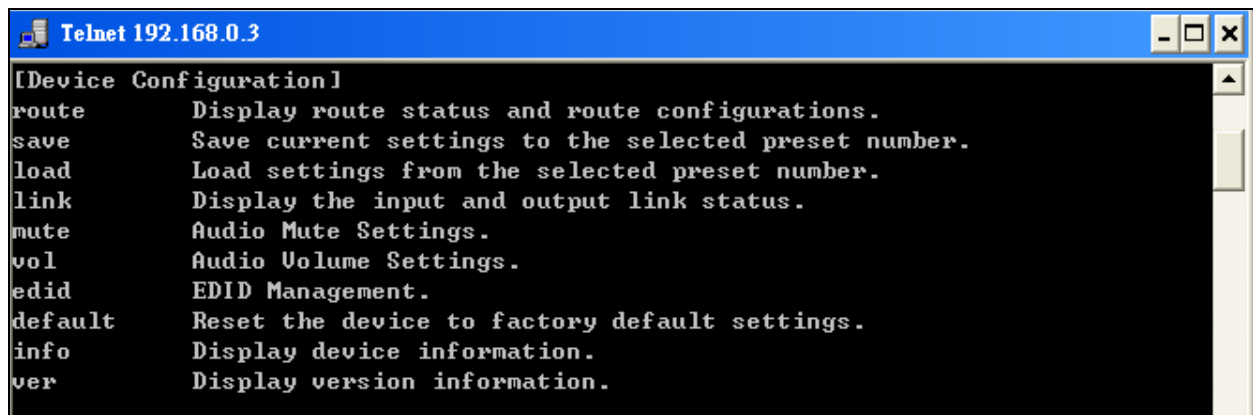 Telnet 192.168.0.3
[Device Configuration]
route Display route status and route configurations.
save Save current settings to the selected preset number.
load Load settings from the selected preset number.
link Display the input and output link status.
mute Audio Mute Settings.
vol Audio Volume Settings.
edid EDID Management.
default Reset the device to factory default settings.
info Display device information.
ver Display version information.